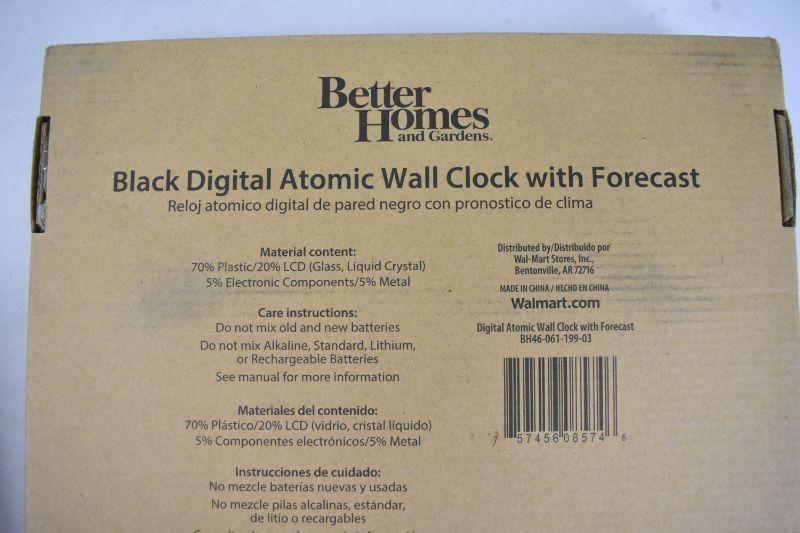 Better
Homes
and Gardens.
Black Digital Atomic Wall Clock with Forecast
Reloj atomico digital de pared negro con pronostico de clima
Material content:
70% Plastic/20% LCD (Glass, Liquid Crystal)
5% Electronic Components/5% Metal
Care instructions:
Do not mix old and new batteries
Do not mix Alkaline, Standard, Lithium,
or Rechargeable Batteries
See manual for more information
Materiales del contenido:
70% Plástico/20% LCD (vidrio, cristal líquido)
5% Componentes electrónicos/5% Metal
Instrucciones de cuidado:
No mezcle baterías nuevas y usadas
No mezcle pilas alcalinas, estándar,
de litio o recargables
Distributed by/Distribuido por
Wal-Mart Stores, Inc.,
Bentonville, AR 72716
MADE IN CHINA / HECHO EN CHINA
Walmart.com
Digital Atomic Wall Clock with Forecast
BH46-061-199-03
7 57456 08574 6